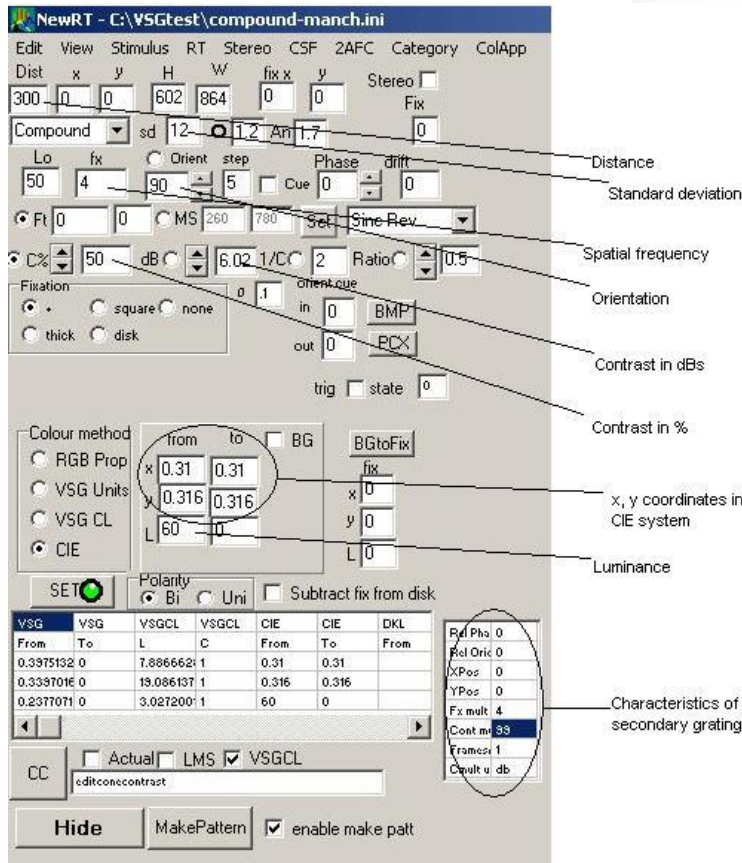 NewRT - C:\VSGtest\compound-manch.ini
Edit View Stimulus RT Stereo CSF 2AFC Category ColApp
Dist x y H W fix x y Stereo
300 0 0 602 864 0 0 Fix
Compound sd 12 O 1.2 An 1.7 0
Distance
Lo fx Orient step Phase drift
50 4 90 5 Cue 0 0
Standard deviation
Ft 0 0 MS 260 780 Set Sine Rev
C% 50 dB 6.02 1/C 2 Ratio 0.5
Spatial frequency
Fixation
+ square none
thick disk
σ .1 orient cue
in 0 BMP
out 0 PCX
Orientation
trig state 0
Contrast in dBs
Contrast in %
Colour method
RGB Prop
VSG Units
VSG CL
CIE
from to BG
x 0.31 0.31
y 0.316 0.316
L 60 0
BGtoFix
fix
x 0
y 0
L 0
x, y coordinates in
CIE system
Luminance
SET Polarity
Bi Uni Subtract fix from disk
VSG VSG VSGCL VSGCL CIE CIE DKL
From To L C From To From
0.3975132 0 7.886662 1 0.31 0.31
0.3397016 0 19.086137 1 0.316 0.316
0.2377071 0 3.027200 1 60 0
Rel Pha 0
Rel Orie 0
XPos 0
YPos 0
Fx mult 4
Cont m 99
Frames 1
Cmult u db
Characteristics of
secondary grating
CC Actual LMS VSGCL
editconecontrast
Hide MakePattern enable make patt